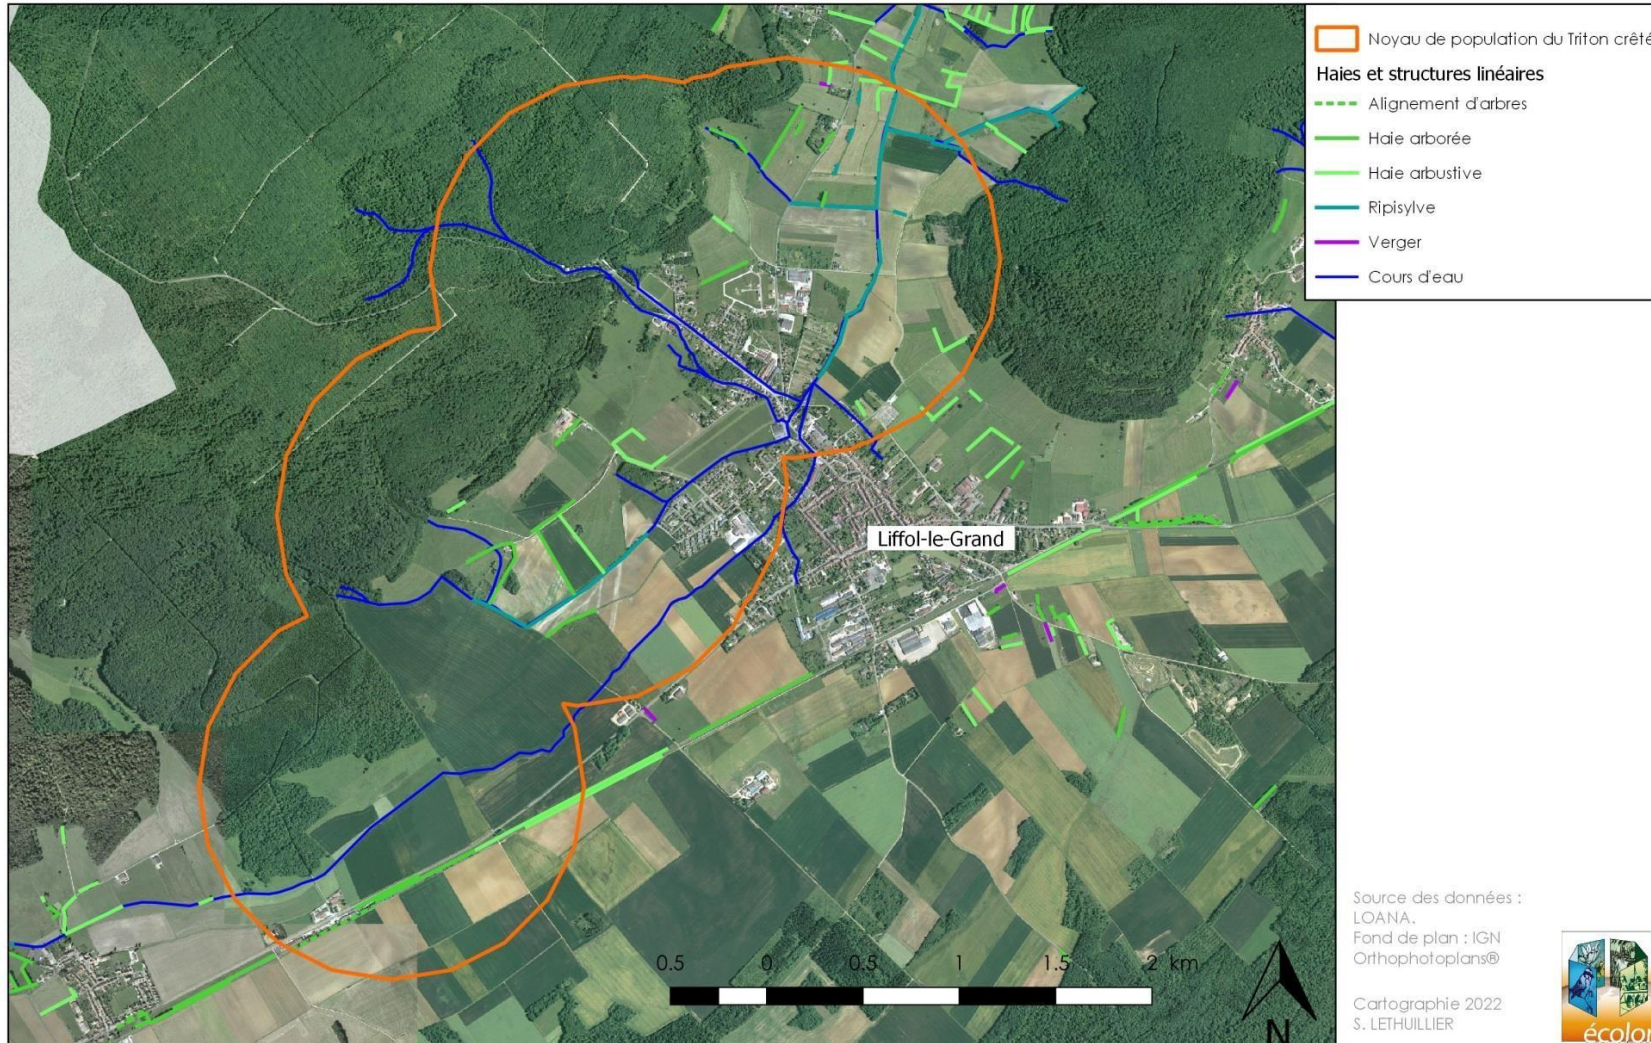 Noyau de population du Triton crêté
Haies et structures linéaires
Alignement d'arbres
Haie arborée
Haie arbustive
Ripisylve
Verger
Cours d'eau
Liffol-le-Grand
0.5 0 0.5 1 1.5 2 km
N
Source des données :
LOANA.
Fond de plan : IGN
Orthophotoplans®
Cartographie 2022
S. LETHUILLIER
écolor